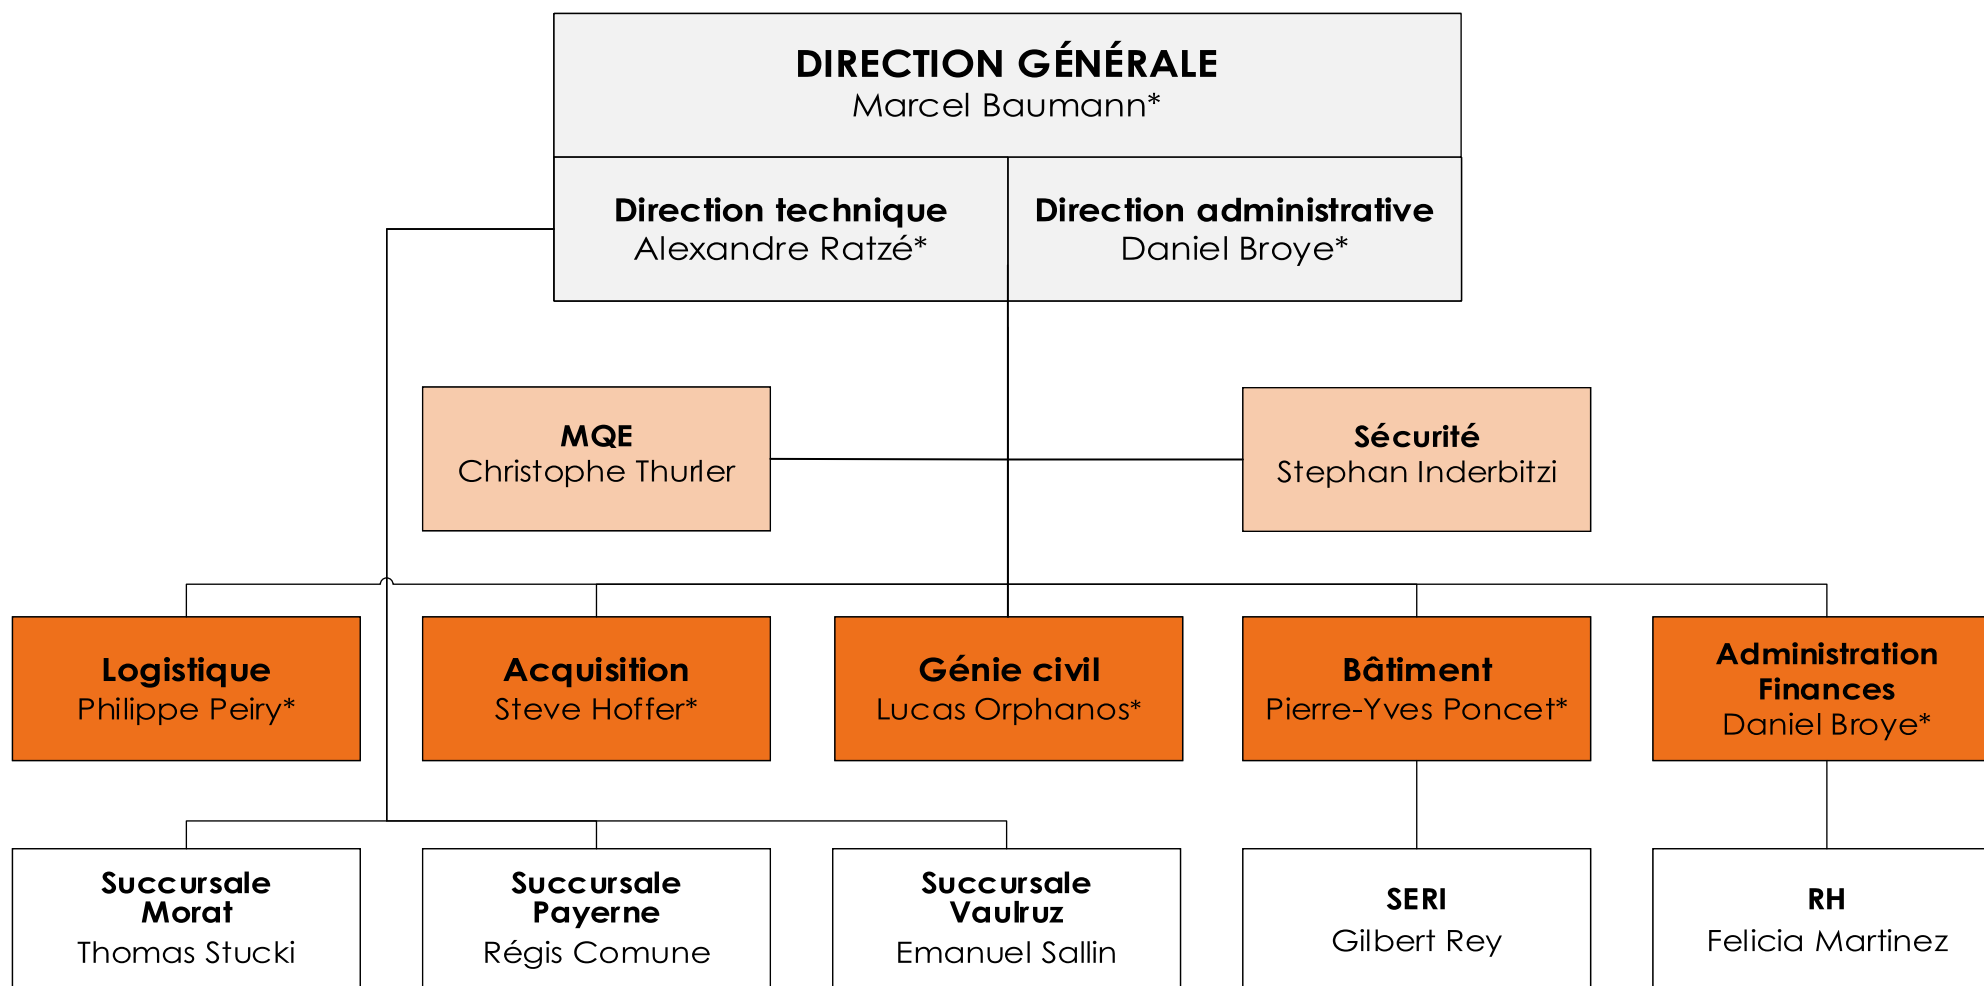 DIRECTION GÉNÉRALE
Marcel Baumann*
Direction technique
Alexandre Ratzé*
Direction administrative
Daniel Broye*
MQE
Christophe Thurler
Sécurité
Stephan Inderbitzi
Logistique
Philippe Peiry*
Acquisition
Steve Hoffer*
Génie civil
Lucas Orphanos*
Bâtiment
Pierre-Yves Poncet*
Administration
Finances
Daniel Broye*
Succursale
Morat
Thomas Stucki
Succursale
Payerne
Régis Comune
Succursale
Vaulruz
Emanuel Sallin
SERI
Gilbert Rey
RH
Felicia Martinez